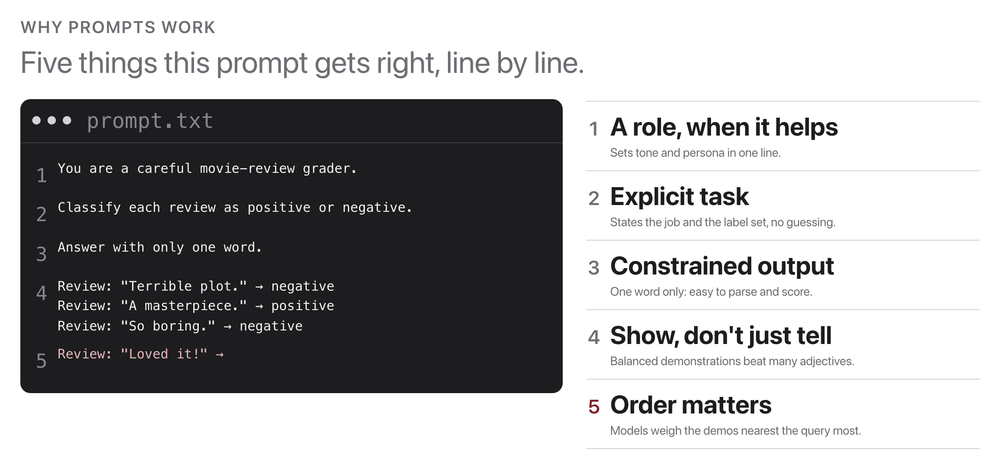 WHY PROMPTS WORK
Five things this prompt gets right, line by line.
prompt.txt
1 You are a careful movie-review grader.
2 Classify each review as positive or negative.
3 Answer with only one word.
4 Review: "Terrible plot." → negative
Review: "A masterpiece." → positive
Review: "So boring." → negative
5 Review: "Loved it!" →
1 A role, when it helps
Sets tone and persona in one line.
2 Explicit task
States the job and the label set, no guessing.
3 Constrained output
One word only: easy to parse and score.
4 Show, don't just tell
Balanced demonstrations beat many adjectives.
5 Order matters
Models weigh the demos nearest the query most.